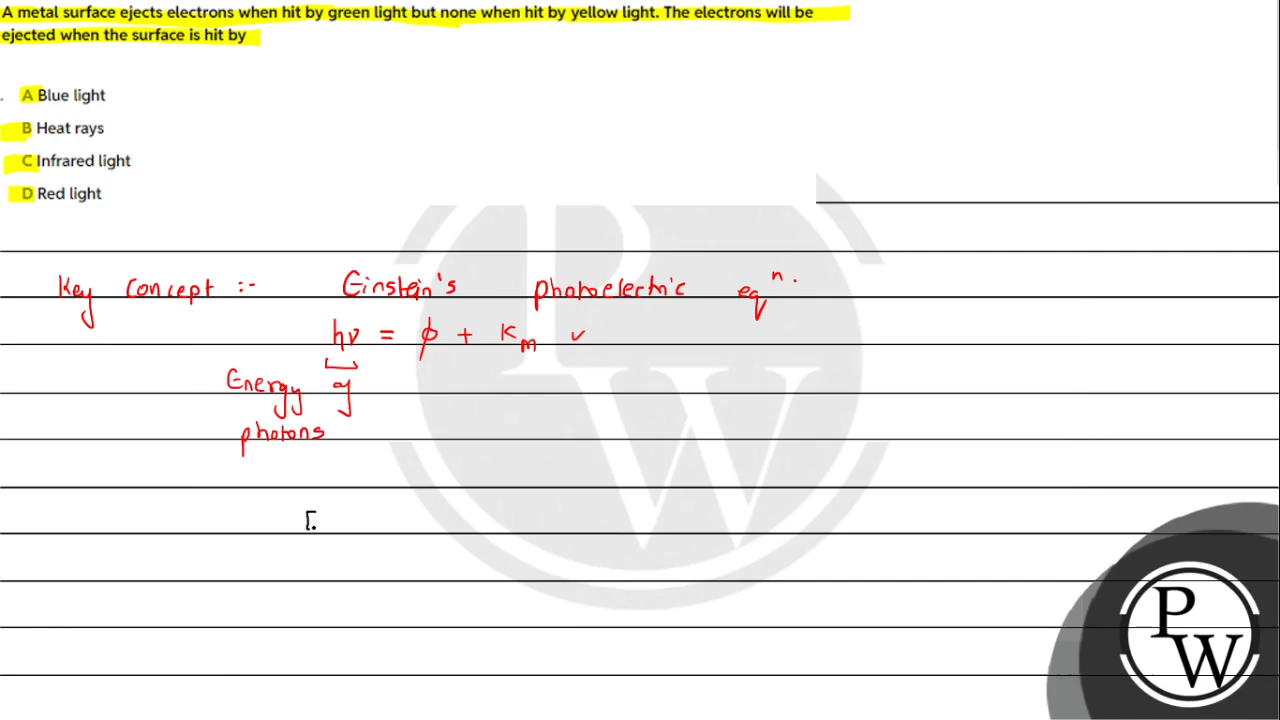 A metal surface ejects electrons when hit by green light but none when hit by yellow light. The electrons will be
ejected when the surface is hit by
. A Blue light
B Heat rays
C Infrared light
D Red light
Key Concept :- Einstein's photoelectric eqⁿ.
hν = ϕ + Kₘ
Energy of
photons
P
W
P
W